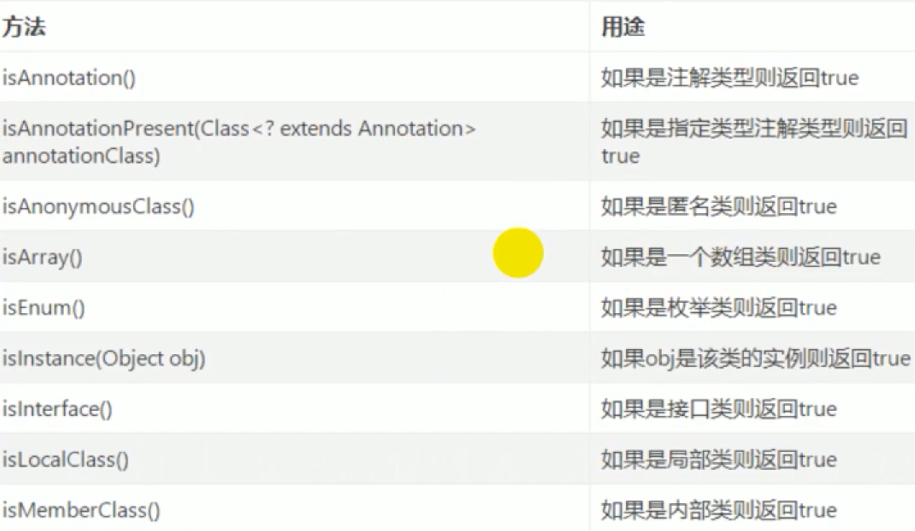 方法 用途
isAnnotation() 如果是注解类型则返回true
isAnnotationPresent(Class<? extends Annotation> 如果是指定类型注解类型则返回
annotationClass) true
isAnonymousClass() 如果是匿名类则返回true
isArray() 如果是一个数组类则返回true
isEnum() 如果是枚举类则返回true
isInstance(Object obj) 如果obj是该类的实例则返回true
isInterface() 如果是接口类则返回true
isLocalClass() 如果是局部类则返回true
isMemberClass() 如果是内部类则返回true